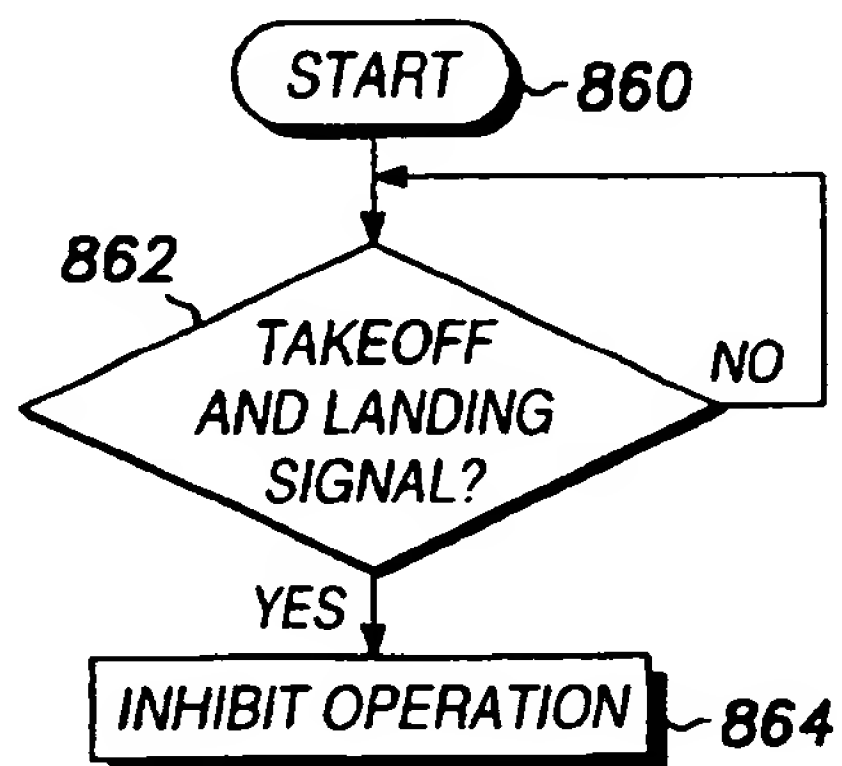 START
860
862
TAKEOFF
AND LANDING
SIGNAL?
NO
YES
INHIBIT OPERATION
864